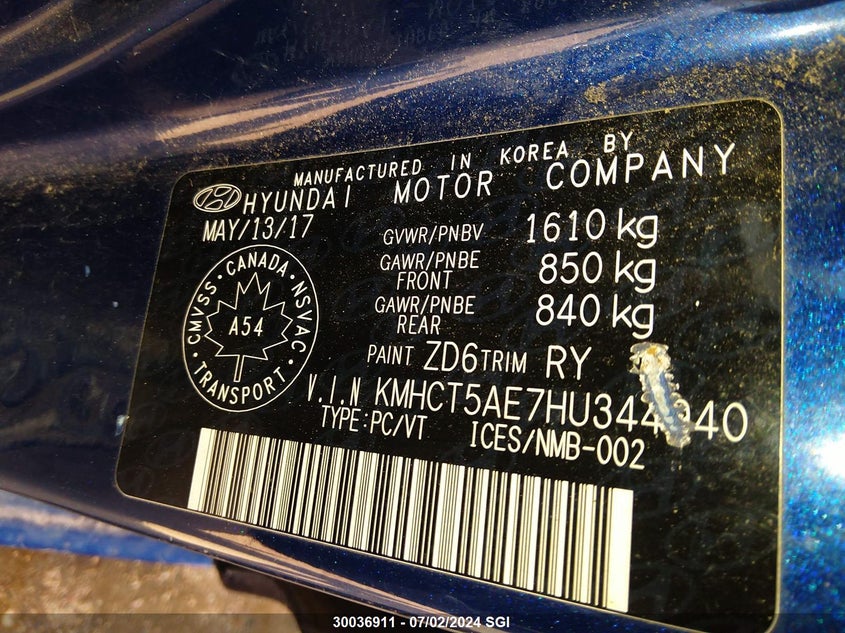 MANUFACTURED IN KOREA BY
HYUNDAI MOTOR COMPANY
MAY/13/17
GVWR/PNBV 1610 kg
GAWR/PNBE FRONT 850 kg
GAWR/PNBE REAR 840 kg
CMVSS · CANADA · NSVAC · TRANSPORT ·
A54
PAINT ZD6 TRIM RY
V.I.N KMHCT5AE7HU344940
TYPE:PC/VT ICES/NMB-002
30036911 - 07/02/2024 SGI